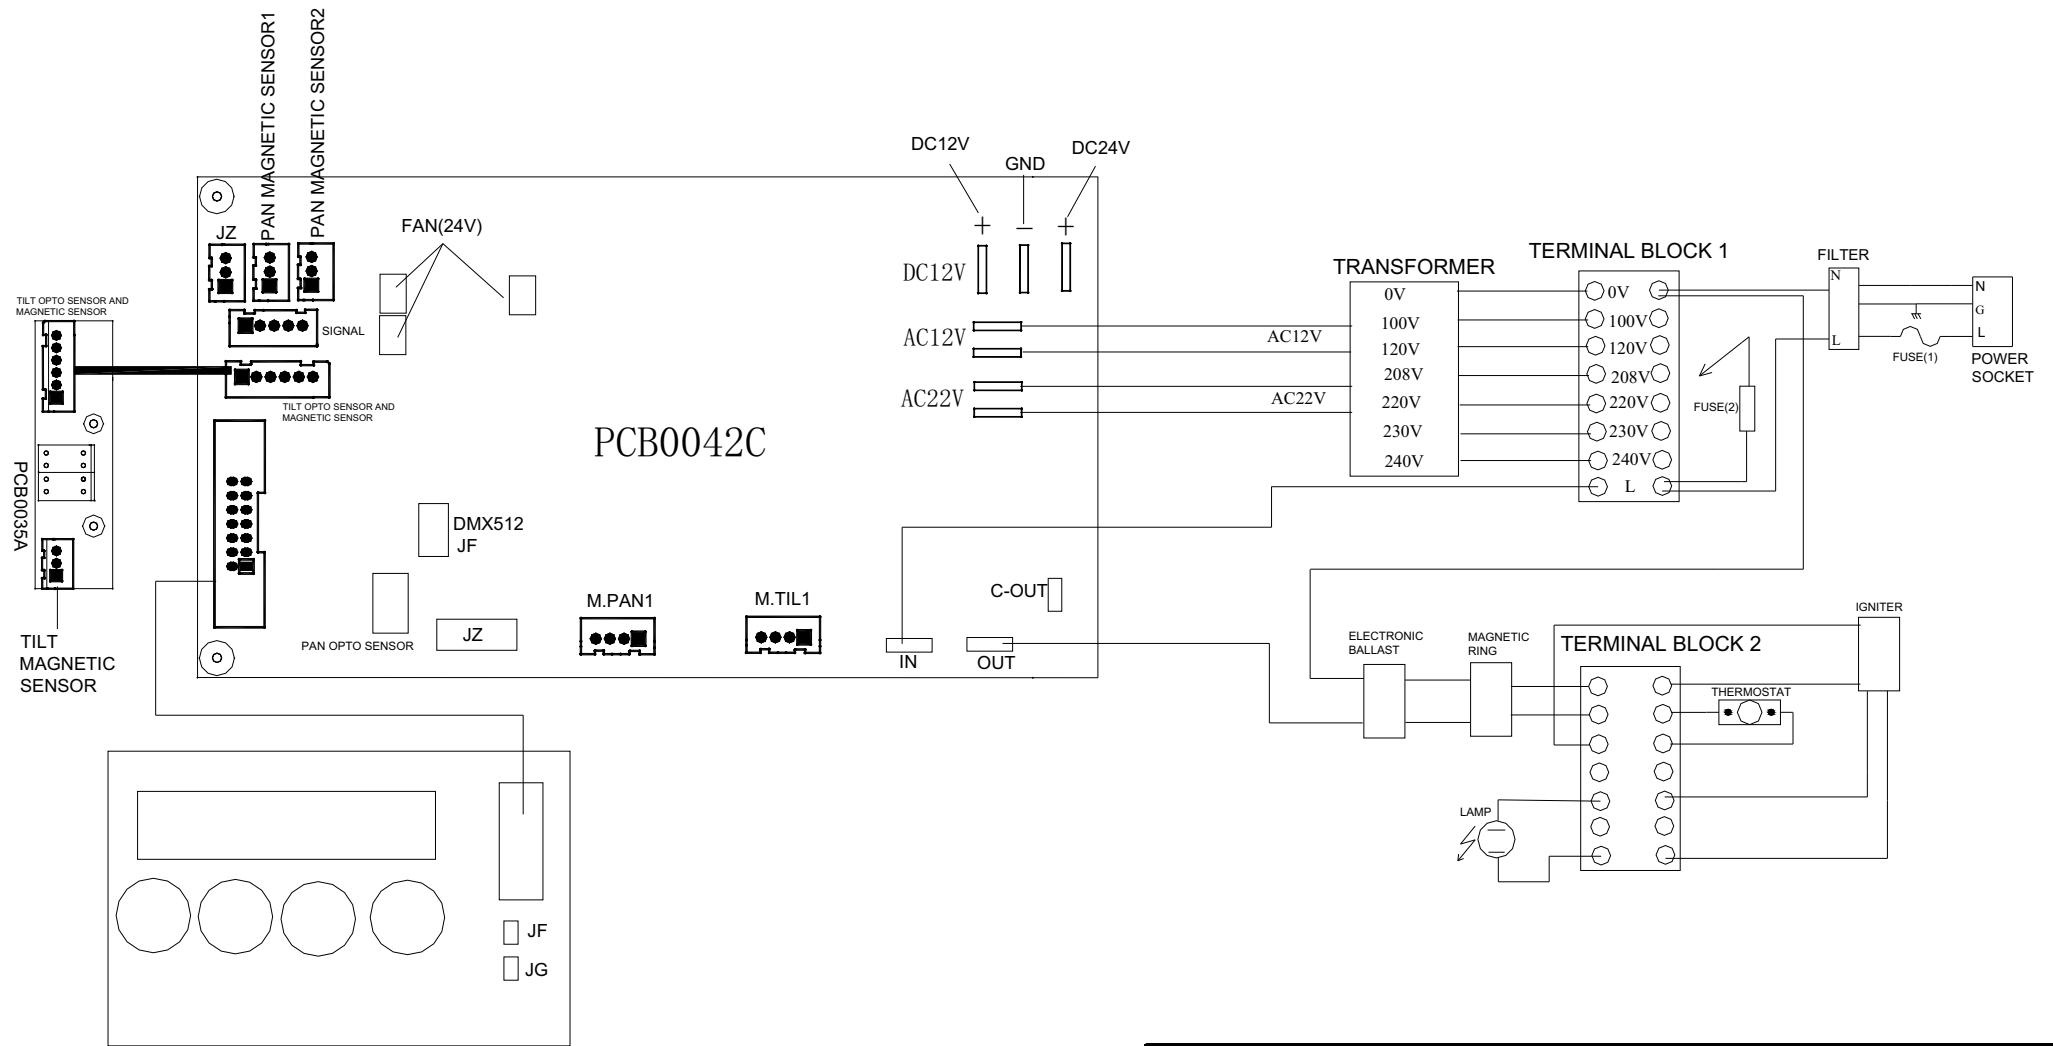 PAN MAGNETIC SENSOR1
PAN MAGNETIC SENSOR2
JZ
FAN(24V)
DC12V
GND
DC24V
+
—
+
DC12V
AC12V
AC22V
TILT OPTO SENSOR AND
MAGNETIC SENSOR
SIGNAL
TILT OPTO SENSOR AND
MAGNETIC SENSOR
PCB0042C
PCB0035A
TILT
MAGNETIC
SENSOR
DMX512
JF
PAN OPTO SENSOR
JZ
M.PAN1
M.TIL1
C-OUT
IN
OUT
AC12V
AC22V
TRANSFORMER
0V
100V
120V
208V
220V
230V
240V
TERMINAL BLOCK 1
0V
100V
120V
208V
220V
230V
240V
L
FUSE(2)
FILTER
N
L
FUSE(1)
N
G
L
POWER
SOCKET
ELECTRONIC
BALLAST
MAGNETIC
RING
TERMINAL BLOCK 2
IGNITER
THERMOSTAT
LAMP
JF
JG